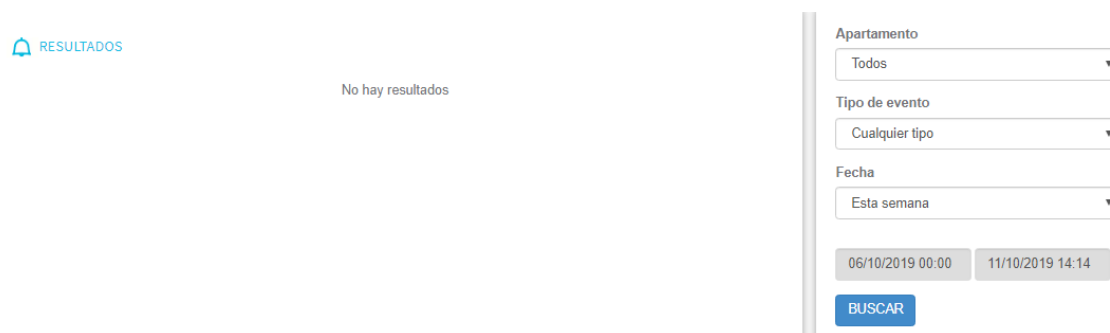 RESULTADOS
No hay resultados
Apartamento
Todos
Tipo de evento
Cualquier tipo
Fecha
Esta semana
06/10/2019 00:00 11/10/2019 14:14
BUSCAR